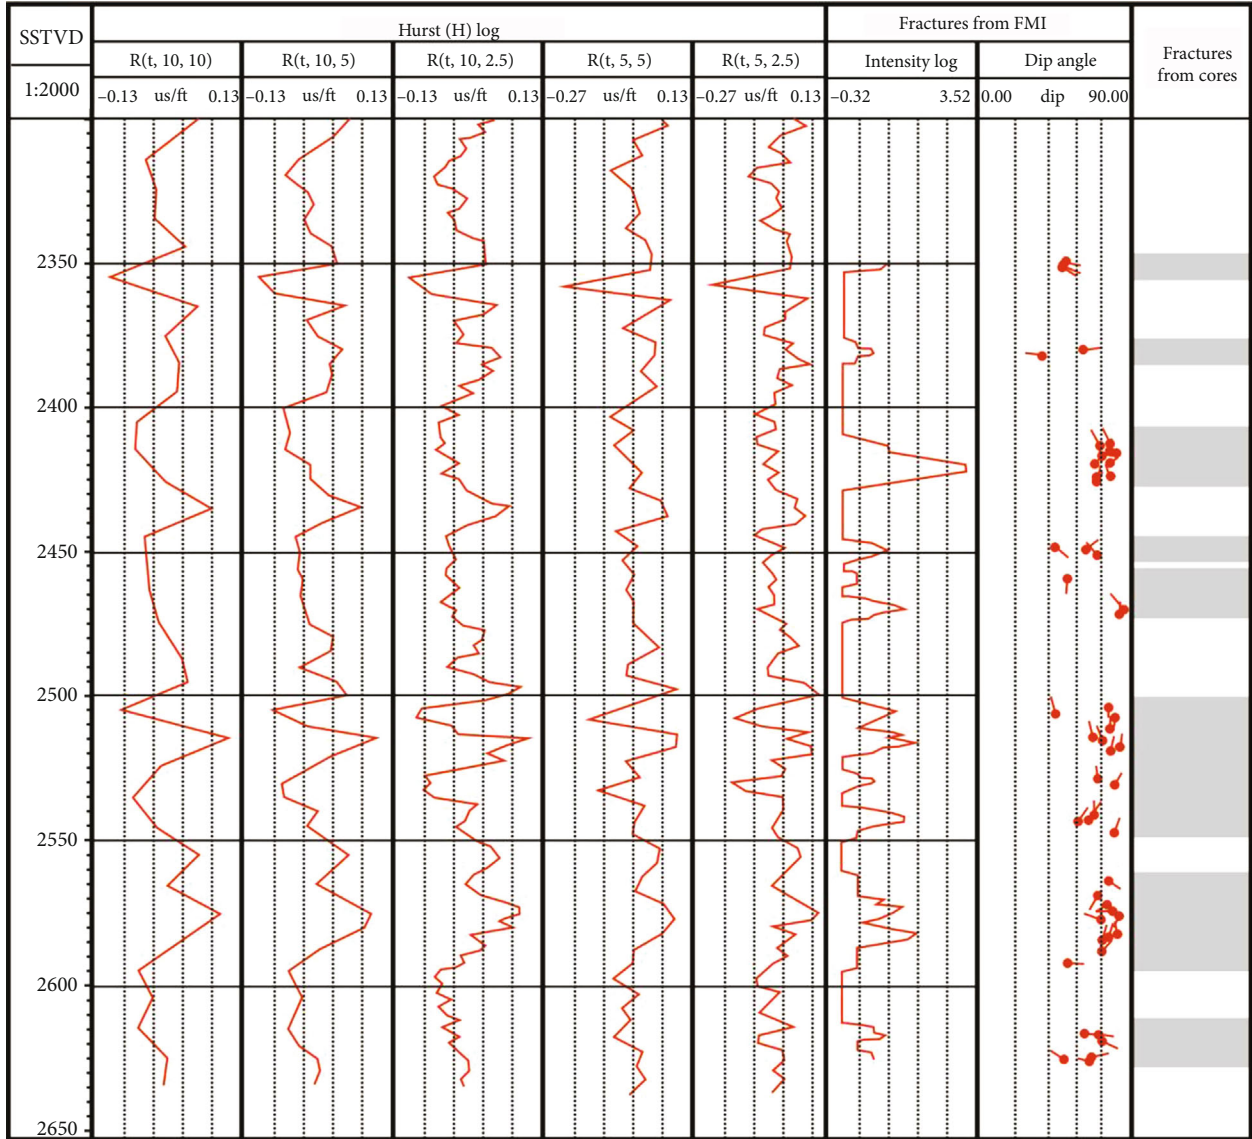 SSTVD
Hurst (H) log
Fractures from FMI
Fractures
from cores
R(t, 10, 10)
R(t, 10, 5)
R(t, 10, 2.5)
R(t, 5, 5)
R(t, 5, 2.5)
Intensity log
Dip angle
1:2000
−0.13 us/ft 0.13
−0.13 us/ft 0.13
−0.13 us/ft 0.13
−0.27 us/ft 0.13
−0.27 us/ft 0.13
−0.32 3.52
0.00 dip 90.00
2350
2400
2450
2500
2550
2600
2650